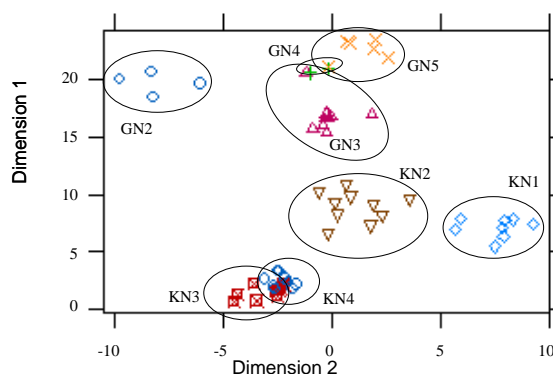 GN4
20
GN5
GN2
15
GN3
Dimension 1
10
KN2
KN1
5
KN3
KN4
0
-10
-5
0
5
10
Dimension 2